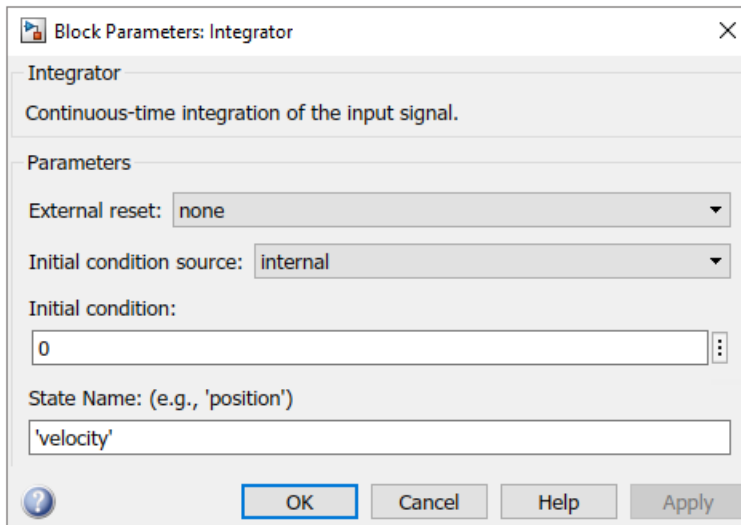 Block Parameters: Integrator
Integrator
Continuous-time integration of the input signal.
Parameters
External reset: none
Initial condition source: internal
Initial condition:
0
State Name: (e.g., 'position')
'velocity'
OK Cancel Help Apply